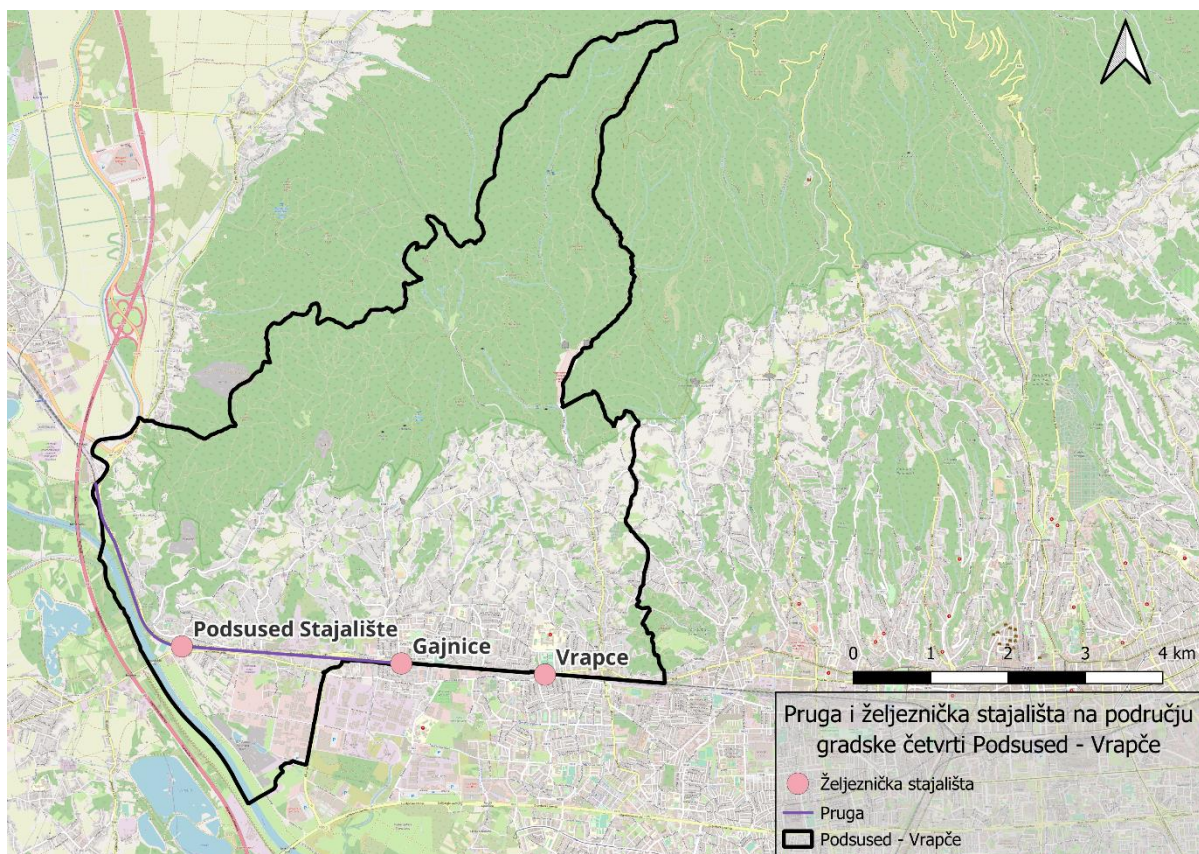 Podsused Stajalište
Gajnice
Vrapce
0 1 2 3 4 km
Pruga i željeznička stajališta na području
gradske četvrti Podsused - Vrapče
Željeznička stajališta
Pruga
Podsused - Vrapče